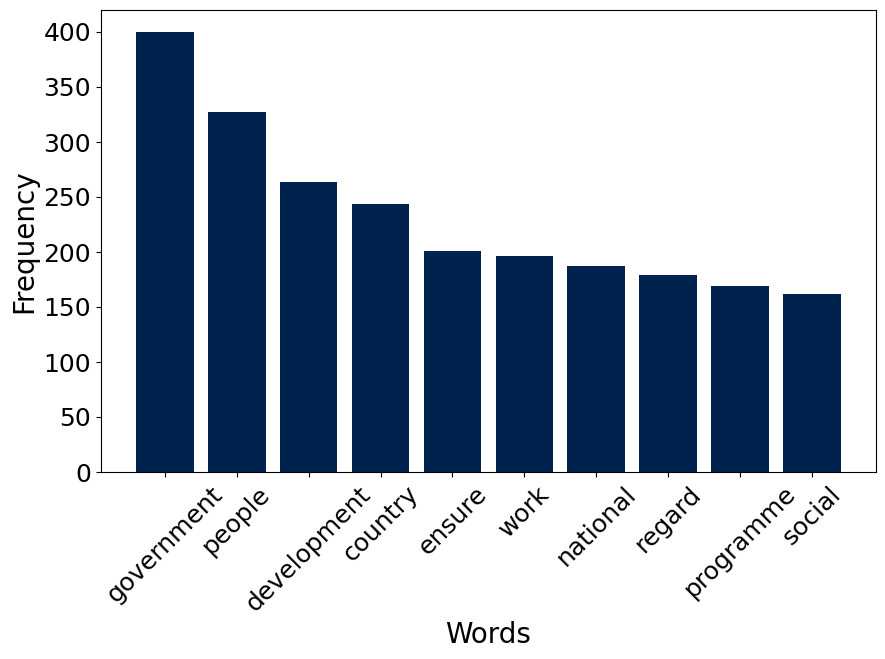 400
350
300
250
200
150
100
50
0
Frequency
government
people
development
country
ensure
work
national
regard
programme
social
Words